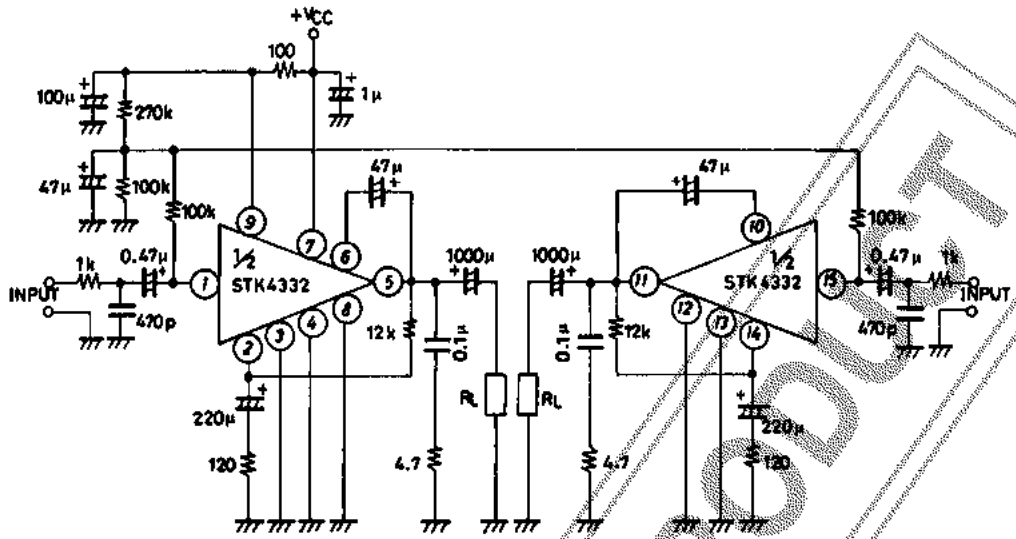 +VCC
100
100μ
+
270k
+
1μ
47μ
+
100k
100k
47μ
+
47μ
+
100k
9
7
6
10
1k
0.47μ
+
1
1/2
STK4332
5
1000μ
+
1000μ
+
11
1/2
STK4332
15
0.47μ
+
1k
INPUT
470p
2
3
4
8
12k
0.1μ
0.1μ
12k
12
13
14
470p
INPUT
+
220μ
RL
RL
+
220μ
120
4.7
4.7
120
ODUCT